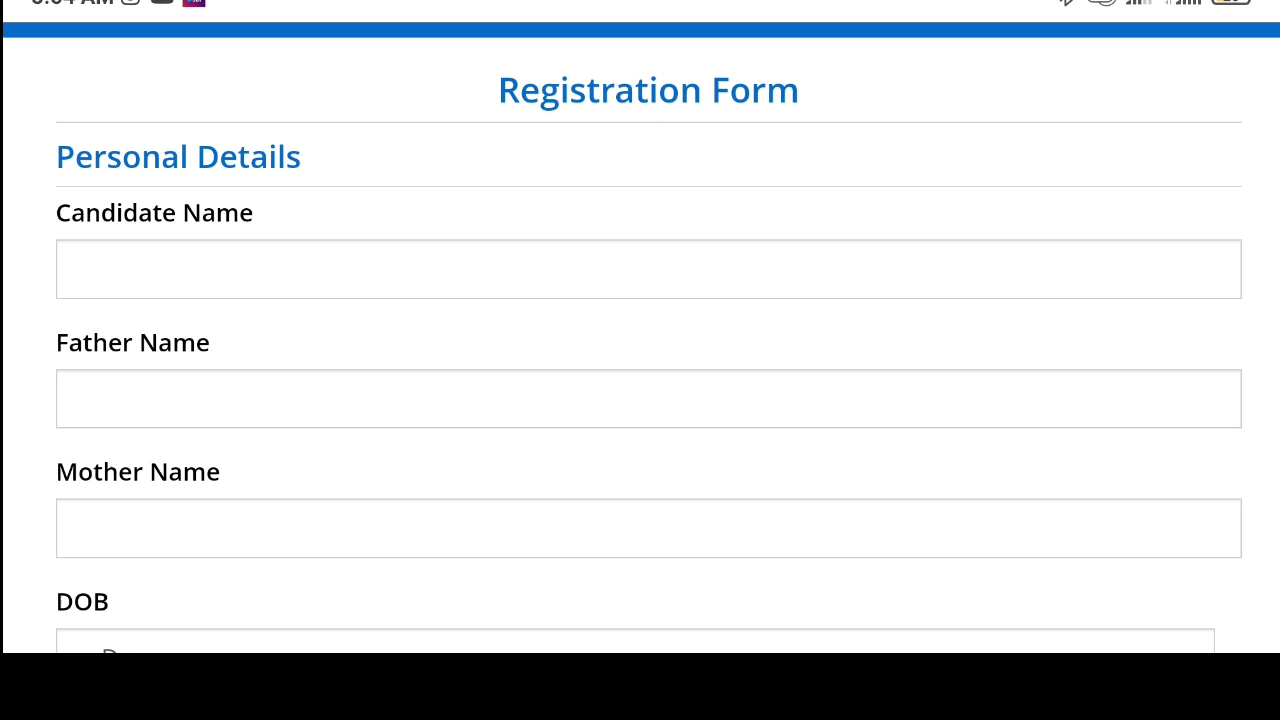 Registration Form
Personal Details
Candidate Name
Father Name
Mother Name
DOB